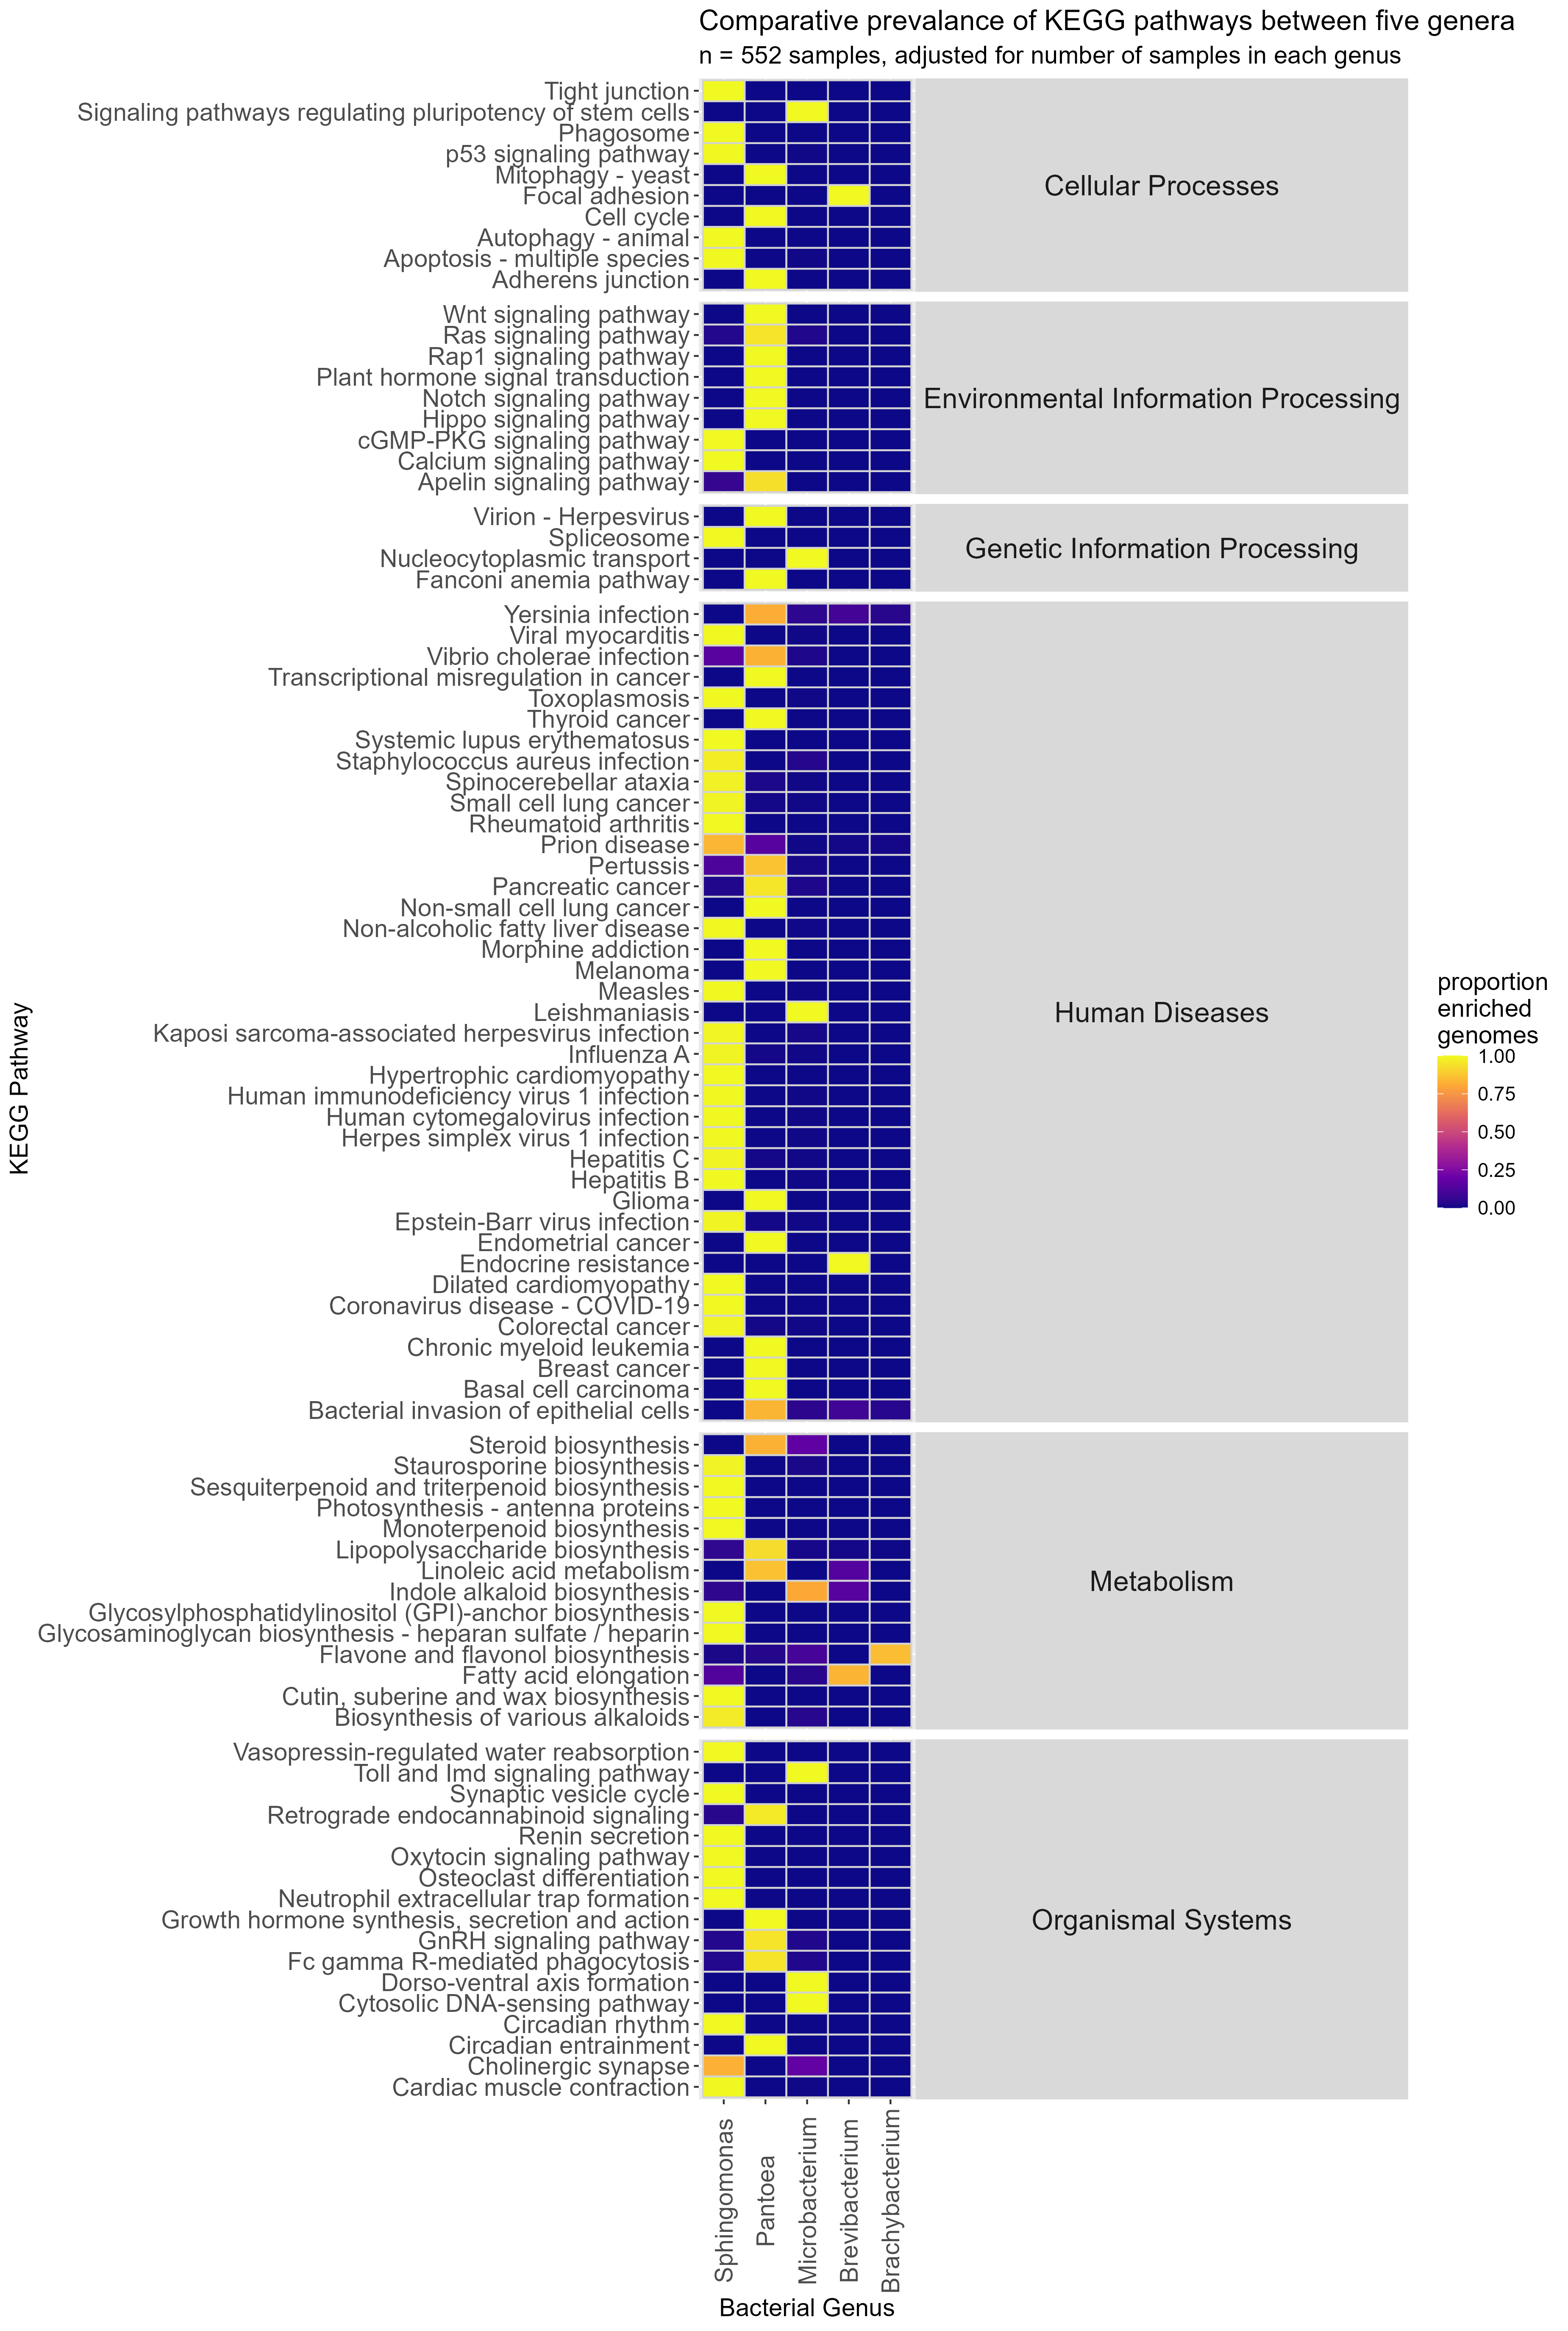 Comparative prevalance of KEGG pathways between five genera
n = 552 samples, adjusted for number of samples in each genus
Tight junction
Signaling pathways regulating pluripotency of stem cells
Phagosome
p53 signaling pathway
Mitophagy - yeast
Focal adhesion
Cell cycle
Autophagy - animal
Apoptosis - multiple species
Adherens junction
Cellular Processes
Wnt signaling pathway
Ras signaling pathway
Rap1 signaling pathway
Plant hormone signal transduction
Notch signaling pathway
Hippo signaling pathway
cGMP-PKG signaling pathway
Calcium signaling pathway
Apelin signaling pathway
Environmental Information Processing
Virion - Herpesvirus
Spliceosome
Nucleocytoplasmic transport
Fanconi anemia pathway
Genetic Information Processing
Yersinia infection
Viral myocarditis
Vibrio cholerae infection
Transcriptional misregulation in cancer
Toxoplasmosis
Thyroid cancer
Systemic lupus erythematosus
Staphylococcus aureus infection
Spinocerebellar ataxia
Small cell lung cancer
Rheumatoid arthritis
Prion disease
Pertussis
Pancreatic cancer
Non-small cell lung cancer
Non-alcoholic fatty liver disease
Morphine addiction
Melanoma
Measles
Leishmaniasis
Kaposi sarcoma-associated herpesvirus infection
Influenza A
Hypertrophic cardiomyopathy
Human immunodeficiency virus 1 infection
Human cytomegalovirus infection
Herpes simplex virus 1 infection
Hepatitis C
Hepatitis B
Glioma
Epstein-Barr virus infection
Endometrial cancer
Endocrine resistance
Dilated cardiomyopathy
Coronavirus disease - COVID-19
Colorectal cancer
Chronic myeloid leukemia
Breast cancer
Basal cell carcinoma
Bacterial invasion of epithelial cells
Human Diseases
Steroid biosynthesis
Staurosporine biosynthesis
Sesquiterpenoid and triterpenoid biosynthesis
Photosynthesis - antenna proteins
Monoterpenoid biosynthesis
Lipopolysaccharide biosynthesis
Linoleic acid metabolism
Indole alkaloid biosynthesis
Glycosylphosphatidylinositol (GPI)-anchor biosynthesis
Glycosaminoglycan biosynthesis - heparan sulfate / heparin
Flavone and flavonol biosynthesis
Fatty acid elongation
Cutin, suberine and wax biosynthesis
Biosynthesis of various alkaloids
Metabolism
Vasopressin-regulated water reabsorption
Toll and Imd signaling pathway
Synaptic vesicle cycle
Retrograde endocannabinoid signaling
Renin secretion
Oxytocin signaling pathway
Osteoclast differentiation
Neutrophil extracellular trap formation
Growth hormone synthesis, secretion and action
GnRH signaling pathway
Fc gamma R-mediated phagocytosis
Dorso-ventral axis formation
Cytosolic DNA-sensing pathway
Circadian rhythm
Circadian entrainment
Cholinergic synapse
Cardiac muscle contraction
Organismal Systems
Sphingomonas
Pantoea
Microbacterium
Brevibacterium
Brachybacterium
Bacterial Genus
KEGG Pathway
proportion
enriched
genomes
1.00
0.75
0.50
0.25
0.00